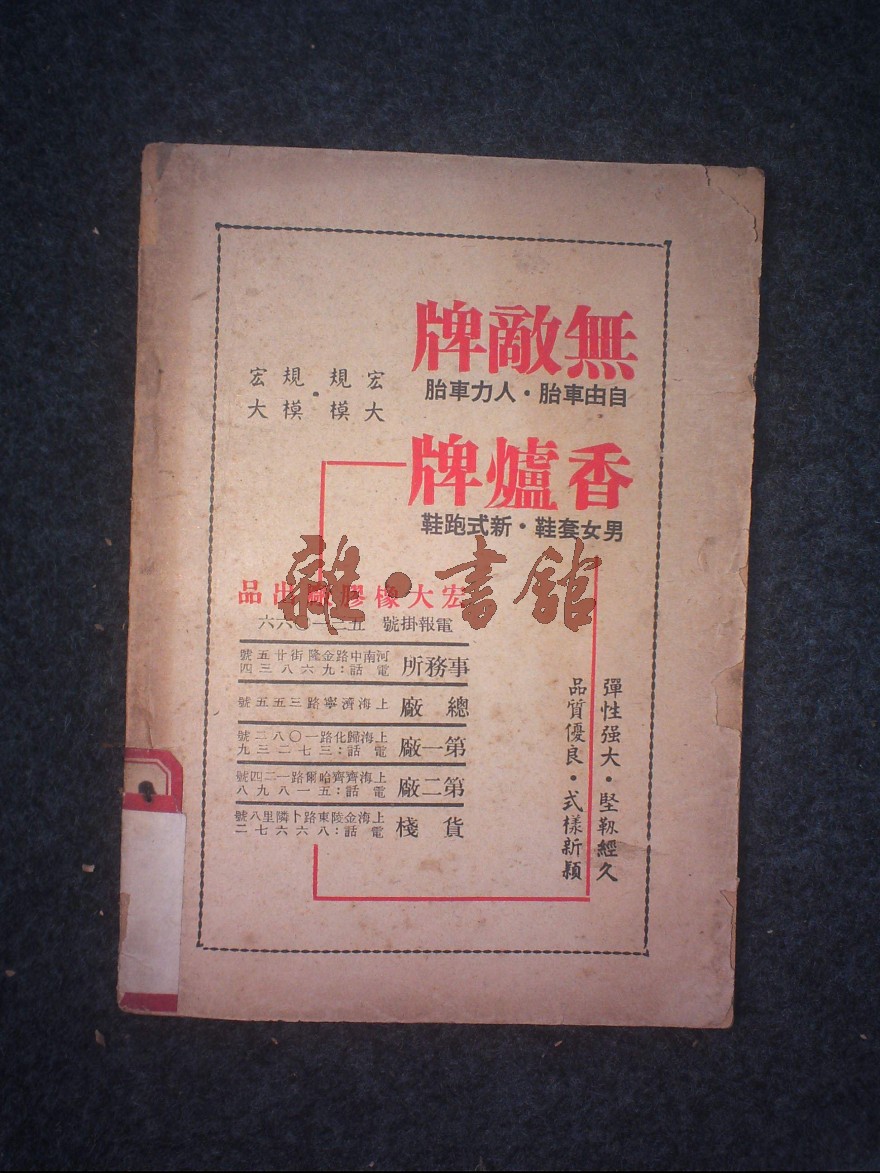 無敵牌
自由車胎・人力車胎
宏大規模・規模宏大
香爐牌
男女套鞋・新式跑鞋
宏大橡膠廠出品
電報掛號
事務所
河南中路金隆街廿五號
電話：九六八三四
總廠
上海濟寧路三五五號
第一廠
上海歸化路一〇八二號
電話：三七二三九
第二廠
上海齊齊哈爾路一二四號
電話：五一八九八
貨棧
上海金陵東路卜隣里八號
電話：八六六七二
彈性强大・堅靱經久
品質優良・式樣新穎
雜・書館